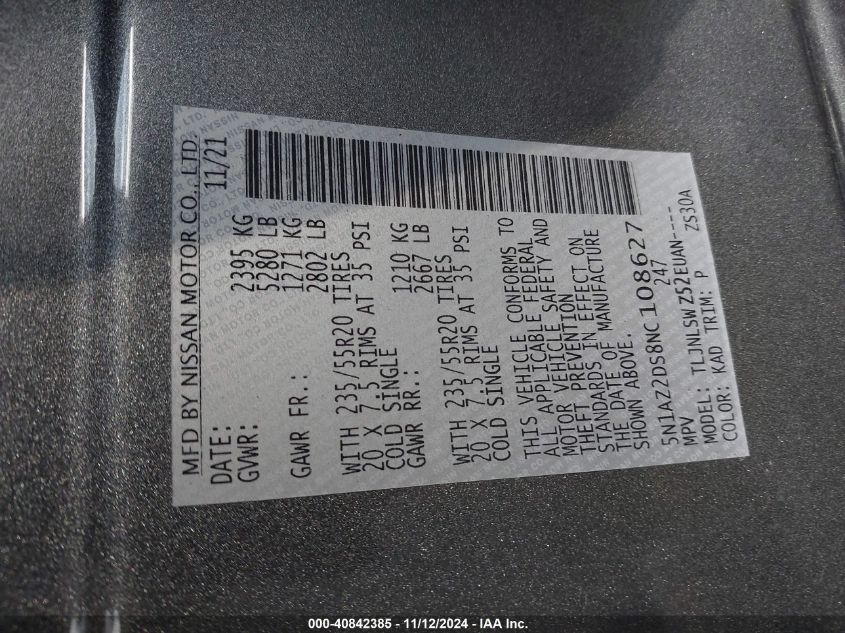 MFD BY NISSAN MOTOR CO., LTD.
DATE: 11/21
GVWR: 2395 KG
5280 LB
GAWR FR.: 1271 KG
2802 LB
WITH 235/55R20 TIRES
20 X 7.5 RIMS AT 35 PSI
COLD SINGLE
GAWR RR.: 1210 KG
2667 LB
WITH 235/55R20 TIRES
20 X 7.5 RIMS AT 35 PSI
COLD SINGLE
THIS VEHICLE CONFORMS TO
ALL APPLICABLE FEDERAL
MOTOR VEHICLE SAFETY AND
THEFT PREVENTION
STANDARDS IN EFFECT ON
THE DATE OF MANUFACTURE
SHOWN ABOVE.
5N1AZ2DS8NC108627
MPV 247
MODEL: TLJNLSWZ52EUAN----
COLOR: KAD TRIM: P ZS30A
000-40842385 - 11/12/2024 - IAA Inc.